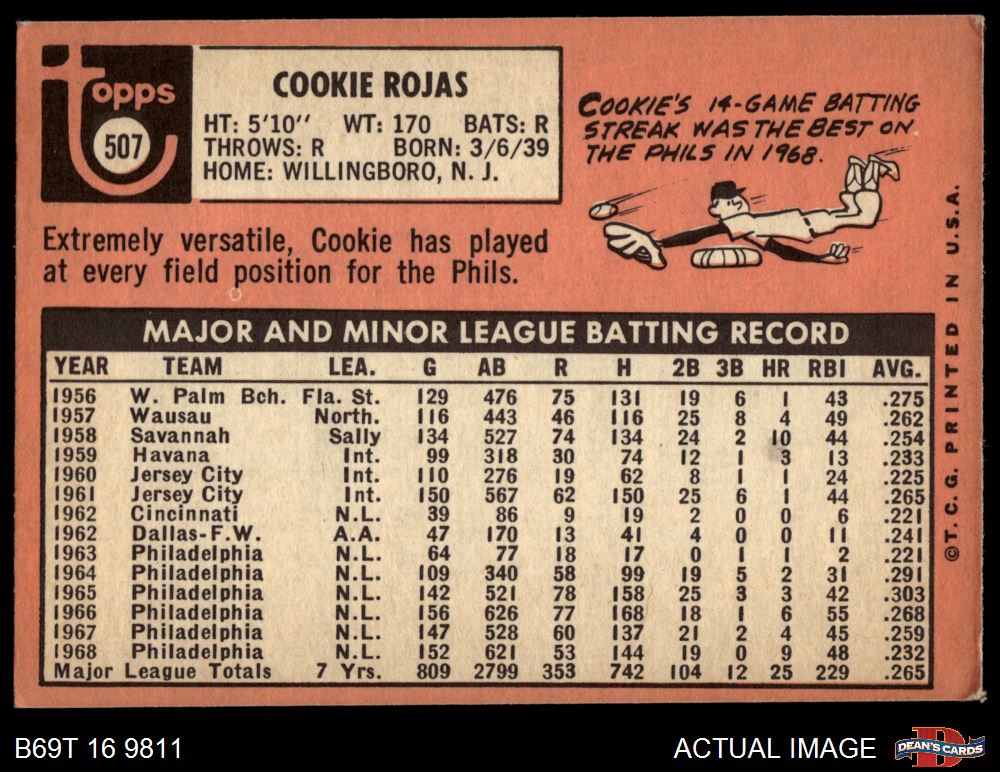 Topps
507
COOKIE ROJAS
HT: 5'10'' WT: 170 BATS: R
THROWS: R BORN: 3/6/39
HOME: WILLINGBORO, N. J.
COOKIE'S 14-GAME BATTING
STREAK WAS THE BEST ON
THE PHILS IN 1968.
Extremely versatile, Cookie has played
at every field position for the Phils.
MAJOR AND MINOR LEAGUE BATTING RECORD
YEAR TEAM LEA. G AB R H 2B 3B HR RBI AVG.
1956 W. Palm Bch. Fla. St. 129 476 75 131 19 6 1 43 .275
1957 Wausau North. 116 443 46 116 25 8 4 49 .262
1958 Savannah Sally 134 527 74 134 24 2 10 44 .254
1959 Havana Int. 99 318 30 74 12 1 3 13 .233
1960 Jersey City Int. 110 276 19 62 8 1 1 24 .225
1961 Jersey City Int. 150 567 62 150 25 6 1 44 .265
1962 Cincinnati N.L. 39 86 9 19 2 0 0 6 .221
1962 Dallas-F.W. A.A. 47 170 13 41 4 0 0 11 .241
1963 Philadelphia N.L. 64 77 18 17 0 1 1 2 .221
1964 Philadelphia N.L. 109 340 58 99 19 5 2 31 .291
1965 Philadelphia N.L. 142 521 78 158 25 3 3 42 .303
1966 Philadelphia N.L. 156 626 77 168 18 1 6 55 .268
1967 Philadelphia N.L. 147 528 60 137 21 2 4 45 .259
1968 Philadelphia N.L. 152 621 53 144 19 0 9 48 .232
Major League Totals 7 Yrs. 809 2799 353 742 104 12 25 229 .265
©T. C. G. PRINTED IN U.S.A.
B69T 16 9811
ACTUAL IMAGE
D
DEAN'S CARDS